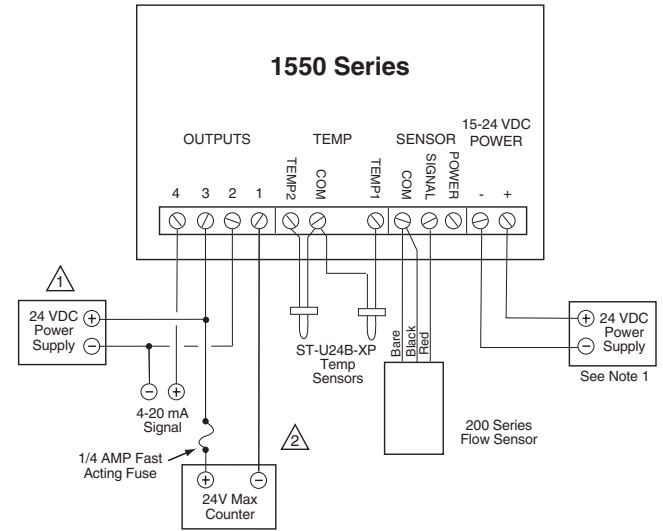 1550 Series
15-24 VDC
POWER
OUTPUTS
TEMP
SENSOR
TEMP2
COM
TEMP1
COM
SIGNAL
POWER
4 3 2 1
- +
1
24 VDC
Power
Supply
+
−
− +
4-20 mA
Signal
1/4 AMP Fast
Acting Fuse
2
+ −
24V Max
Counter
ST-U24B-XP
Temp
Sensors
Bare
Black
Red
200 Series
Flow Sensor
+
−
24 VDC
Power
Supply
See Note 1